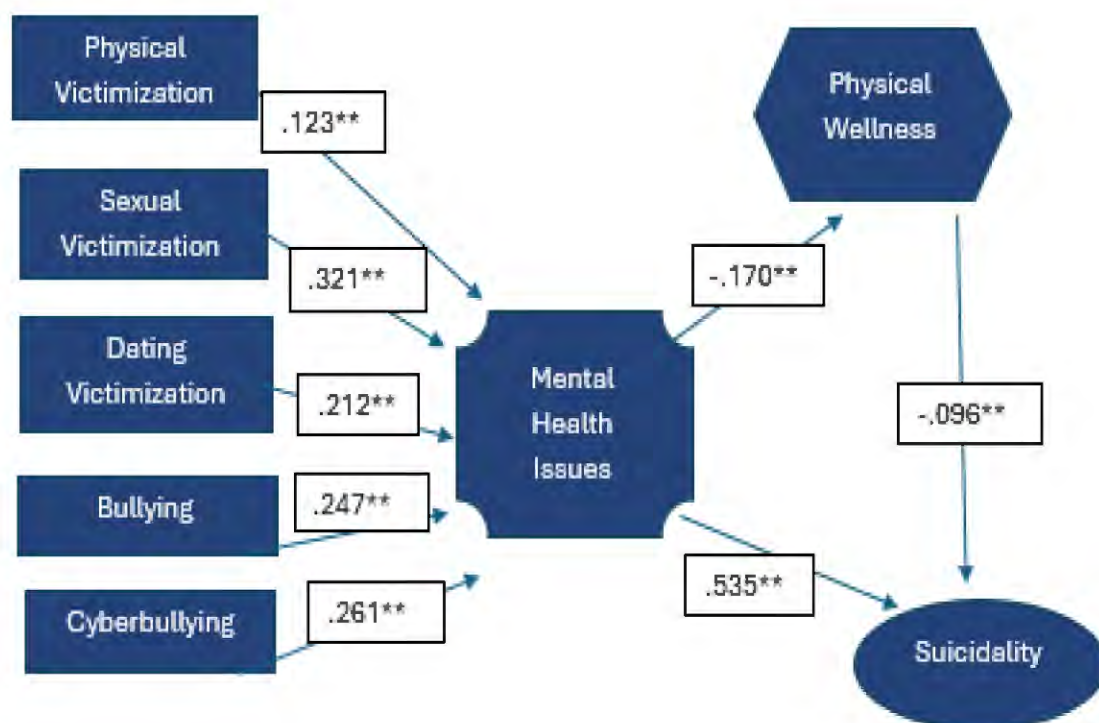 Physical
Victimization
.123**
Sexual
Victimization
.321**
Dating
Victimization
.212**
Bullying
.247**
Cyberbullying
.261**
Mental
Health
Issues
-.170**
Physical
Wellness
-.096**
.535**
Suicidality